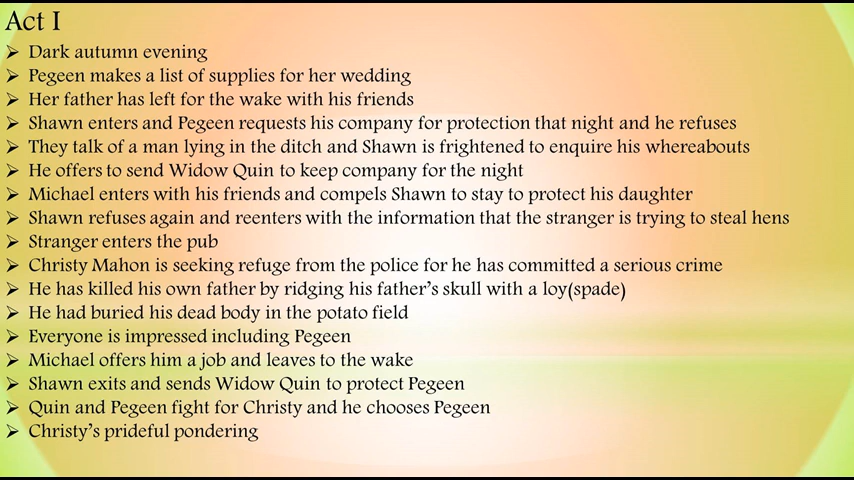 Act I
➢ Dark autumn evening
➢ Pegeen makes a list of supplies for her wedding
➢ Her father has left for the wake with his friends
➢ Shawn enters and Pegeen requests his company for protection that night and he refuses
➢ They talk of a man lying in the ditch and Shawn is frightened to enquire his whereabouts
➢ He offers to send Widow Quin to keep company for the night
➢ Michael enters with his friends and compels Shawn to stay to protect his daughter
➢ Shawn refuses again and reenters with the information that the stranger is trying to steal hens
➢ Stranger enters the pub
➢ Christy Mahon is seeking refuge from the police for he has committed a serious crime
➢ He has killed his own father by ridging his father's skull with a loy(spade)
➢ He had buried his dead body in the potato field
➢ Everyone is impressed including Pegeen
➢ Michael offers him a job and leaves to the wake
➢ Shawn exits and sends Widow Quin to protect Pegeen
➢ Quin and Pegeen fight for Christy and he chooses Pegeen
➢ Christy's prideful pondering